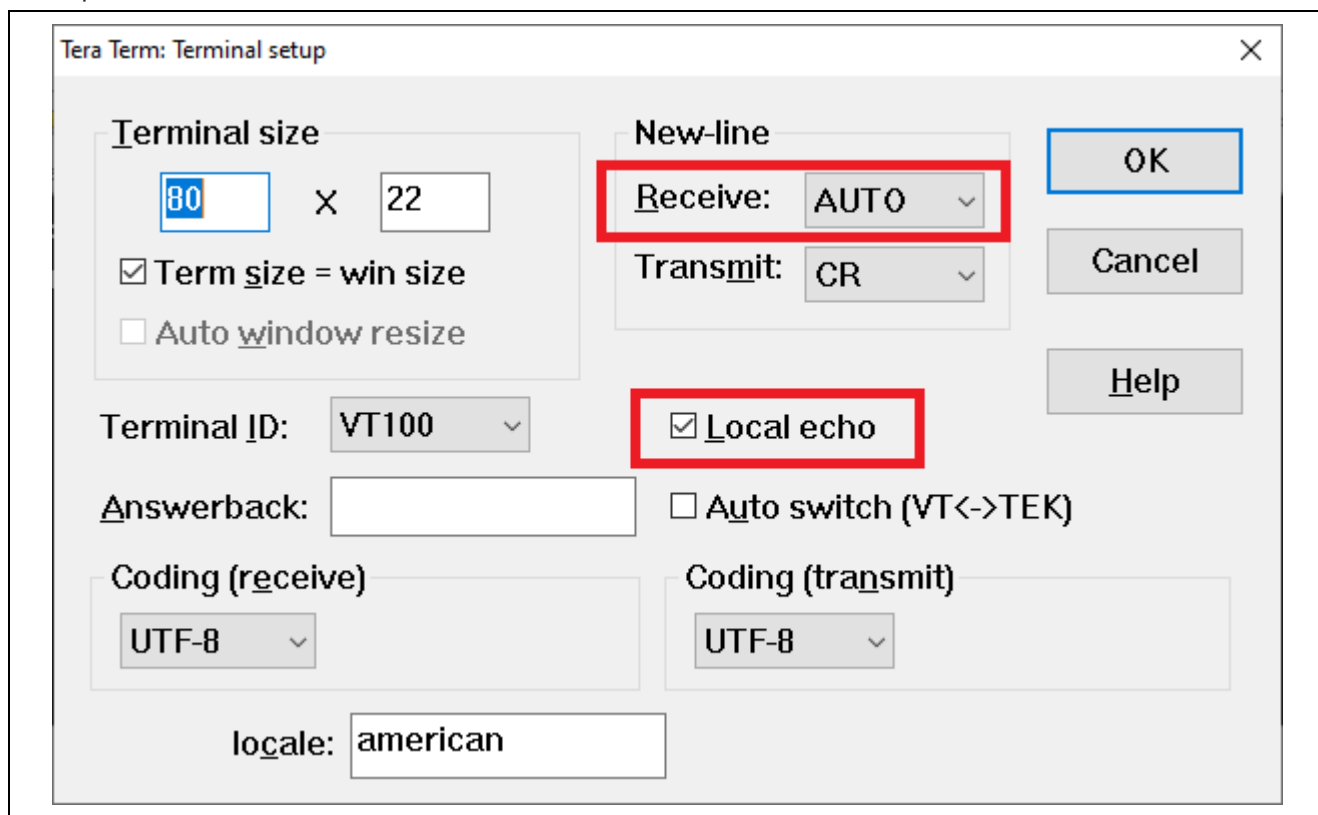 Tera Term: Terminal setup
Terminal size
80 X 22
Term size = win size
Auto window resize
New-line
Receive: AUTO
Transmit: CR
OK
Cancel
Help
Terminal ID: VT100
Local echo
Answerback:
Auto switch (VT<->TEK)
Coding (receive)
UTF-8
Coding (transmit)
UTF-8
locale: american